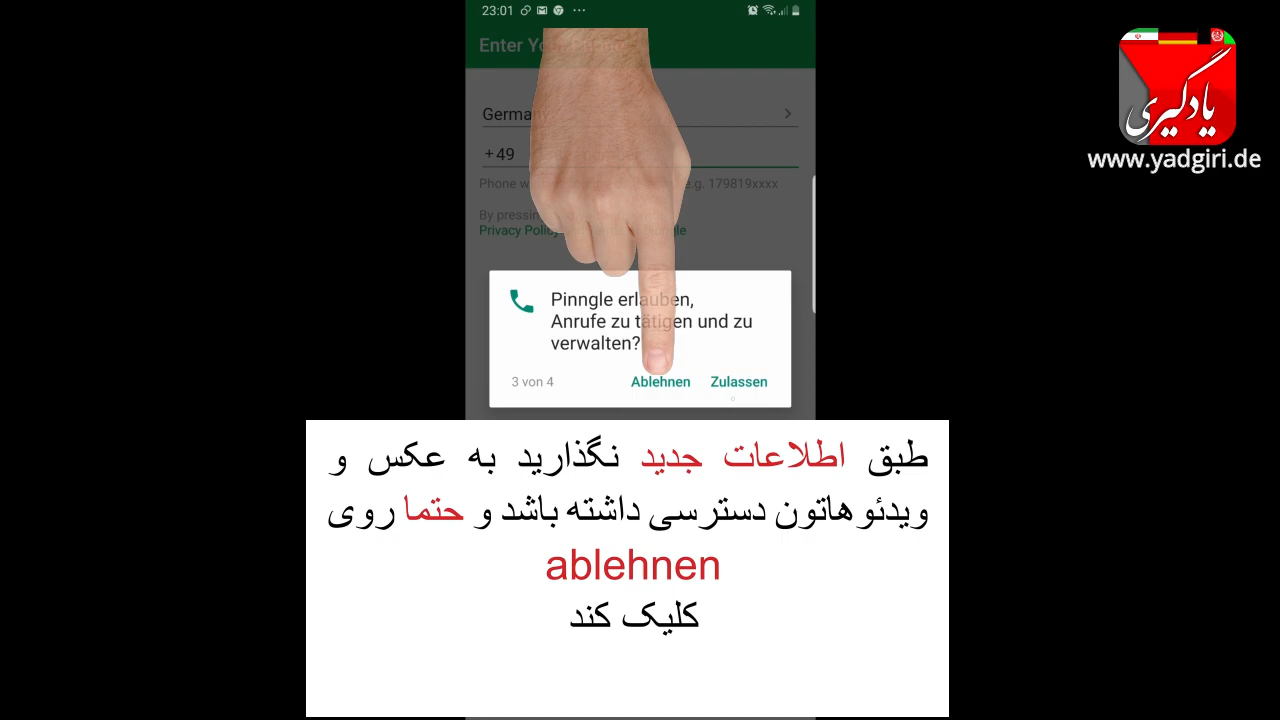 23:01
Enter Yo
Germany
+49
Phone w
e.g. 179819xxxx
By pressin
Privacy Policy
Pinngle erlauben,
Anrufe zu tätigen und zu
verwalten?
3 von 4
Ablehnen Zulassen
یادگیری
www.yadgiri.de
طبق اطلاعات جدید نگذارید به عکس و
ویدئوهاتون دسترسی داشته باشد و حتما روی
ablehnen
کلیک کند